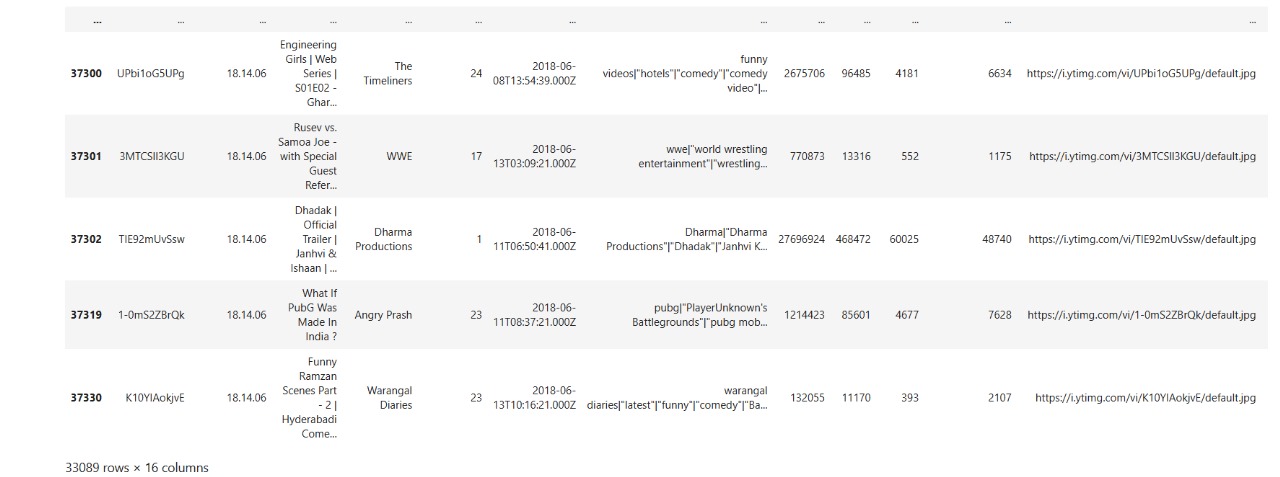 ... ... ... ... ... ... ... ... ... ... ... ... ...
37300 UPbi1oG5UPg 18.14.06 Engineering Girls | Web Series | S01E02 - Ghar... The Timeliners 24 2018-06-08T13:54:39.000Z funny videos|"hotels"|"comedy"|"comedy video"|... 2675706 96485 4181 6634 https://i.ytimg.com/vi/UPbi1oG5UPg/default.jpg
37301 3MTCSII3KGU 18.14.06 Rusev vs. Samoa Joe - with Special Guest Refer... WWE 17 2018-06-13T03:09:21.000Z wwe|"world wrestling entertainment"|"wrestling... 770873 13316 552 1175 https://i.ytimg.com/vi/3MTCSII3KGU/default.jpg
37302 TIE92mUvSsw 18.14.06 Dhadak | Official Trailer | Janhvi & Ishaan | ... Dharma Productions 1 2018-06-11T06:50:41.000Z Dharma|"Dharma Productions"|"Dhadak"|"Janhvi K... 27696924 468472 60025 48740 https://i.ytimg.com/vi/TIE92mUvSsw/default.jpg
37319 1-0mS2ZBrQk 18.14.06 What If PubG Was Made In India ? Angry Prash 23 2018-06-11T08:37:21.000Z pubg|"PlayerUnknown's Battlegrounds"|"pubg mob... 1214423 85601 4677 7628 https://i.ytimg.com/vi/1-0mS2ZBrQk/default.jpg
37330 K10YIAokjvE 18.14.06 Funny Ramzan Scenes Part - 2 | Hyderabadi Come... Warangal Diaries 23 2018-06-13T10:16:21.000Z warangal diaries|"latest"|"funny"|"comedy"|"Ba... 132055 11170 393 2107 https://i.ytimg.com/vi/K10YIAokjvE/default.jpg
33089 rows × 16 columns